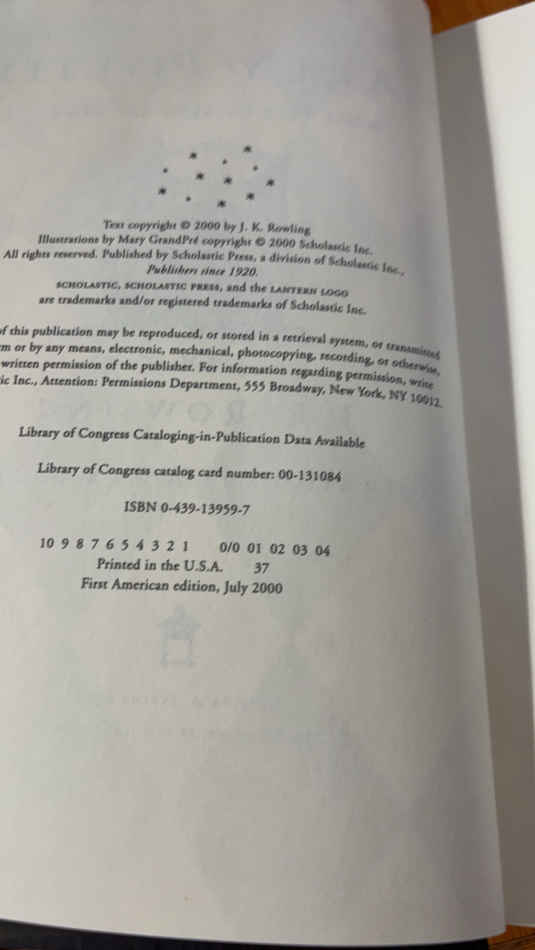 Text copyright © 2000 by J. K. Rowling
Illustrations by Mary GrandPré copyright © 2000 Scholastic Inc.
All rights reserved. Published by Scholastic Press, a division of Scholastic Inc.,
Publishers since 1920.
SCHOLASTIC, SCHOLASTIC PRESS, and the LANTERN LOGO
are trademarks and/or registered trademarks of Scholastic Inc.
of this publication may be reproduced, or stored in a retrieval system, or transmitted
m or by any means, electronic, mechanical, photocopying, recording, or otherwise,
written permission of the publisher. For information regarding permission, write
ic Inc., Attention: Permissions Department, 555 Broadway, New York, NY 10012.
Library of Congress Cataloging-in-Publication Data Available
Library of Congress catalog card number: 00-131084
ISBN 0-439-13959-7
10 9 8 7 6 5 4 3 2 1 0/0 01 02 03 04
Printed in the U.S.A. 37
First American edition, July 2000